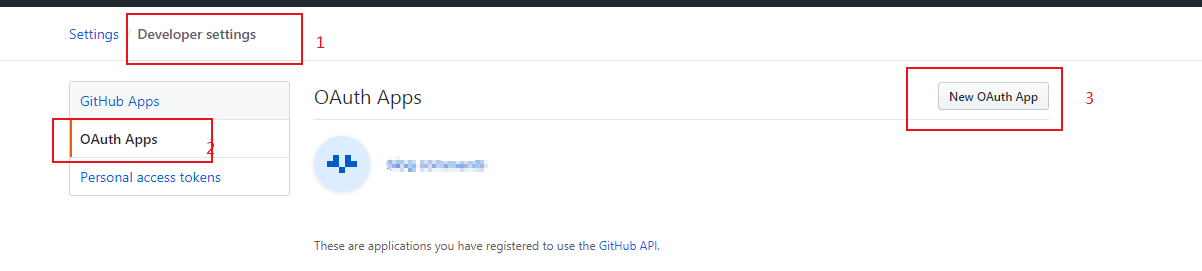 Settings / Developer settings
1
GitHub Apps
OAuth Apps
2
Personal access tokens
OAuth Apps
New OAuth App
3
These are applications you have registered to use the GitHub API.